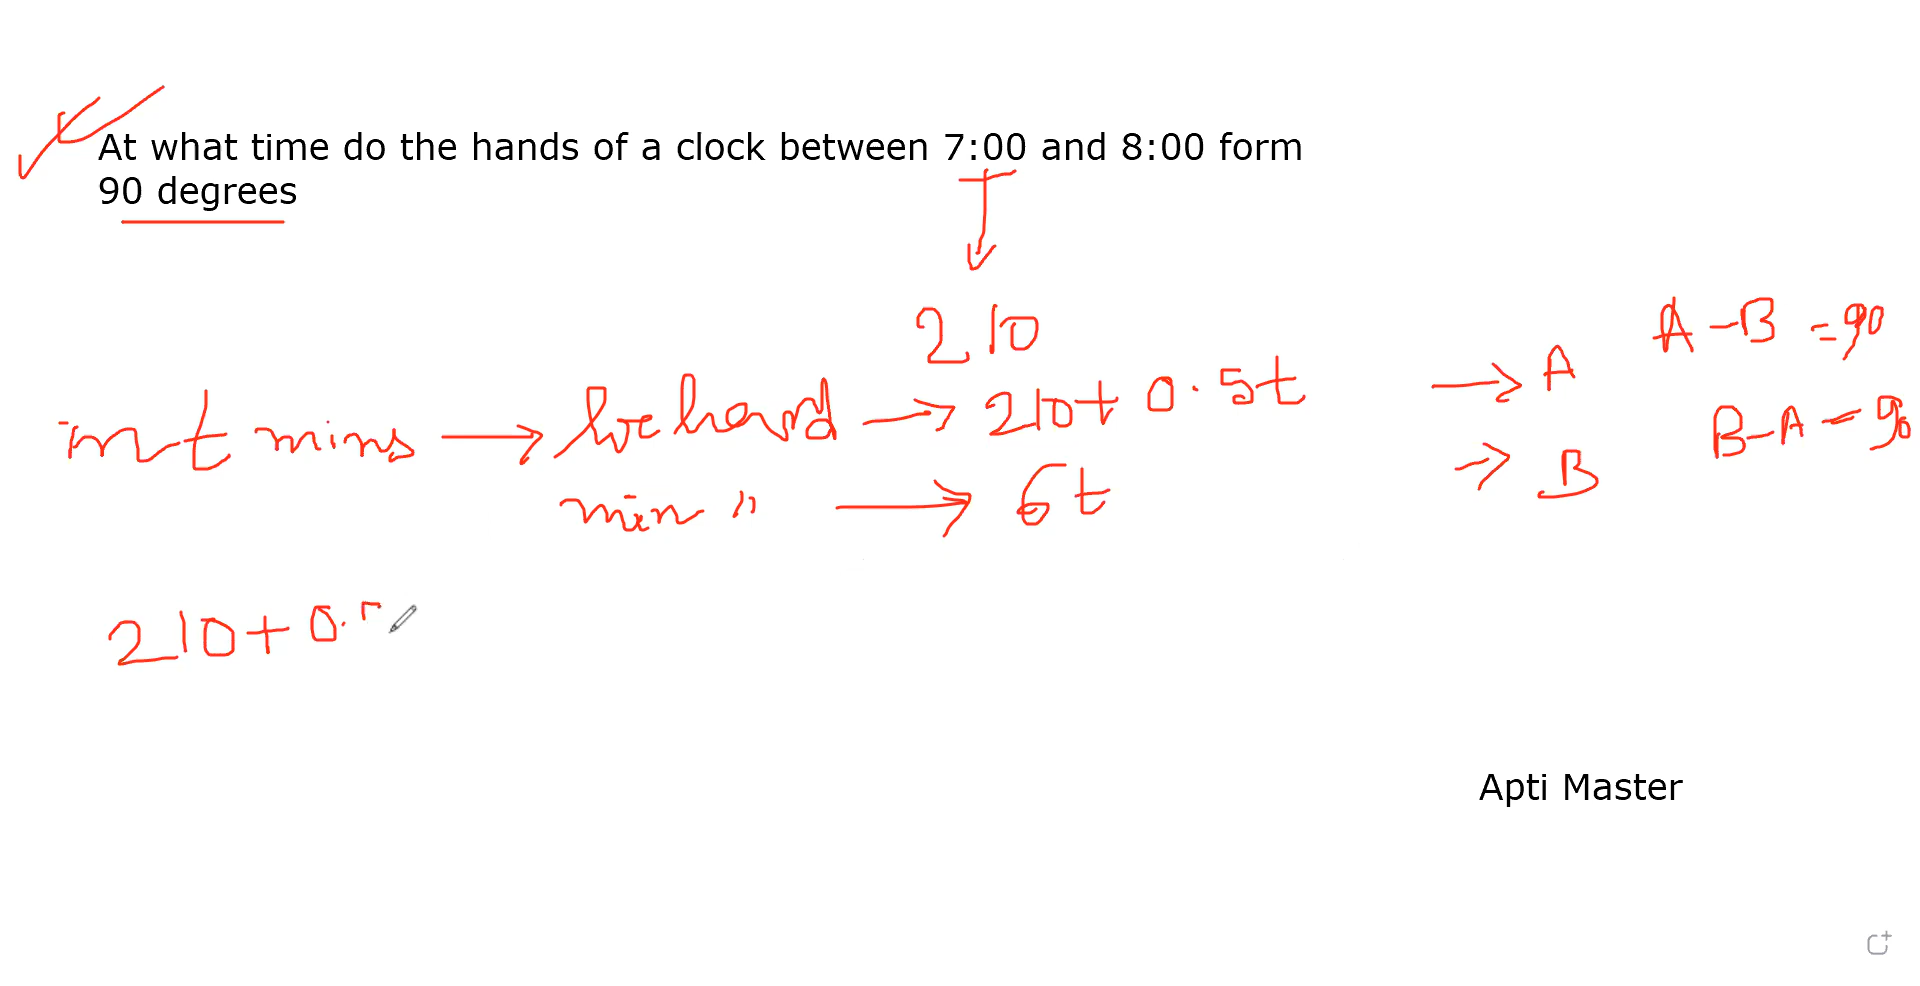 At what time do the hands of a clock between 7:00 and 8:00 form
90 degrees
210
A - B = 90
in t mins → hr hand → 210 + 0.5t → A
B - A = 90
min " → 6t → B
210 + 0.
Apti Master